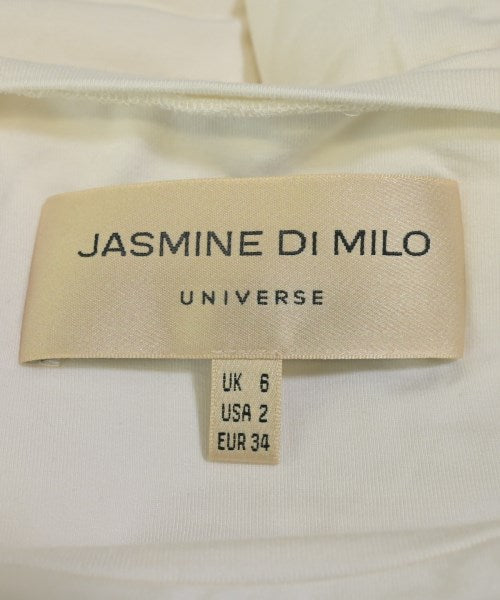 JASMINE DI MILO
UNIVERSE
UK 6
USA 2
EUR 34